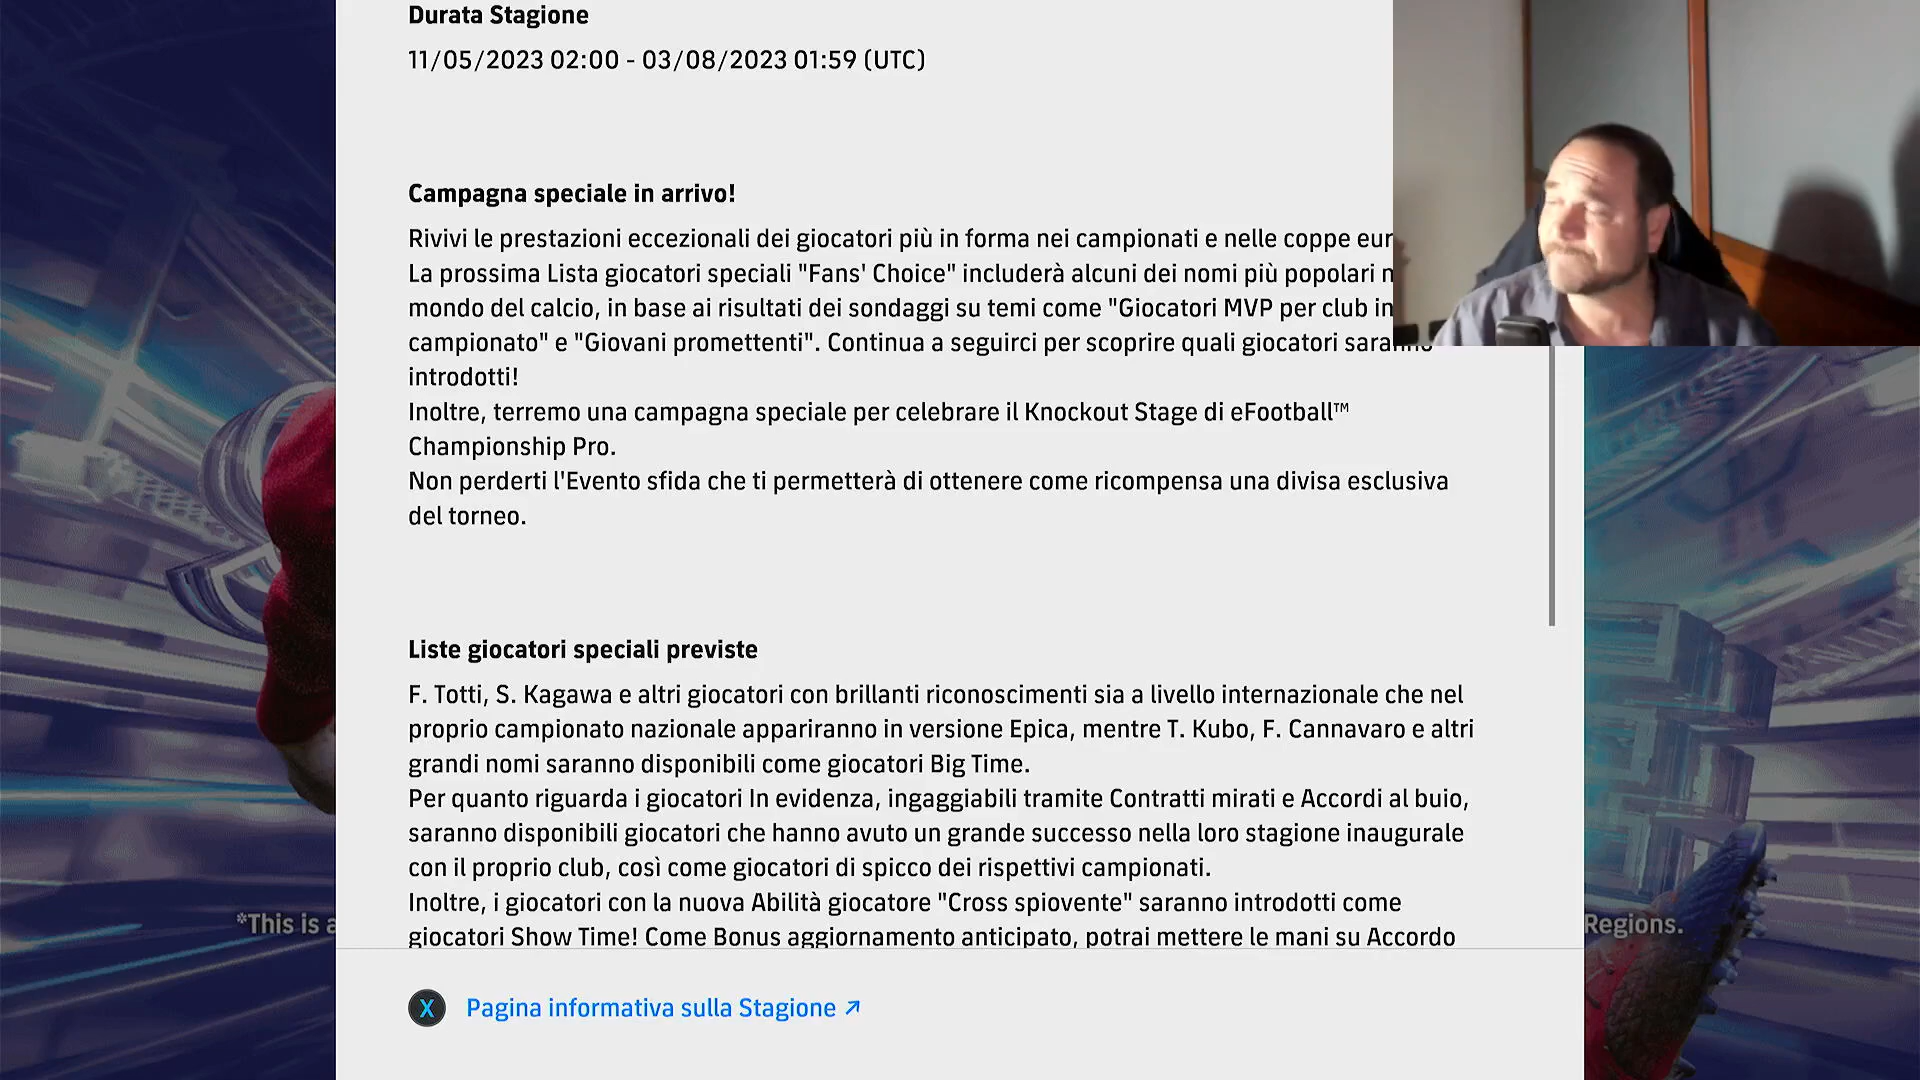 Durata Stagione
11/05/2023 02:00 - 03/08/2023 01:59 (UTC)
Campagna speciale in arrivo!
Rivivi le prestazioni eccezionali dei giocatori più in forma nei campionati e nelle coppe
La prossima Lista giocatori speciali "Fans' Choice" includerà alcuni dei nomi più popolari
mondo del calcio, in base ai risultati dei sondaggi su temi come "Giocatori MVP per club in
campionato" e "Giovani promettenti". Continua a seguirci per scoprire quali giocatori saranno
introdotti!
Inoltre, terremo una campagna speciale per celebrare il Knockout Stage di eFootball™
Championship Pro.
Non perderti l'Evento sfida che ti permetterà di ottenere come ricompensa una divisa esclusiva
del torneo.
Liste giocatori speciali previste
F. Totti, S. Kagawa e altri giocatori con brillanti riconoscimenti sia a livello internazionale che nel
proprio campionato nazionale appariranno in versione Epica, mentre T. Kubo, F. Cannavaro e altri
grandi nomi saranno disponibili come giocatori Big Time.
Per quanto riguarda i giocatori In evidenza, ingaggiabili tramite Contratti mirati e Accordi al buio,
saranno disponibili giocatori che hanno avuto un grande successo nella loro stagione inaugurale
con il proprio club, così come giocatori di spicco dei rispettivi campionati.
Inoltre, i giocatori con la nuova Abilità giocatore "Cross spiovente" saranno introdotti come
giocatori Show Time! Come Bonus aggiornamento anticipato, potrai mettere le mani su Accordo
*This is a
Regions.
X Pagina informativa sulla Stagione ↗